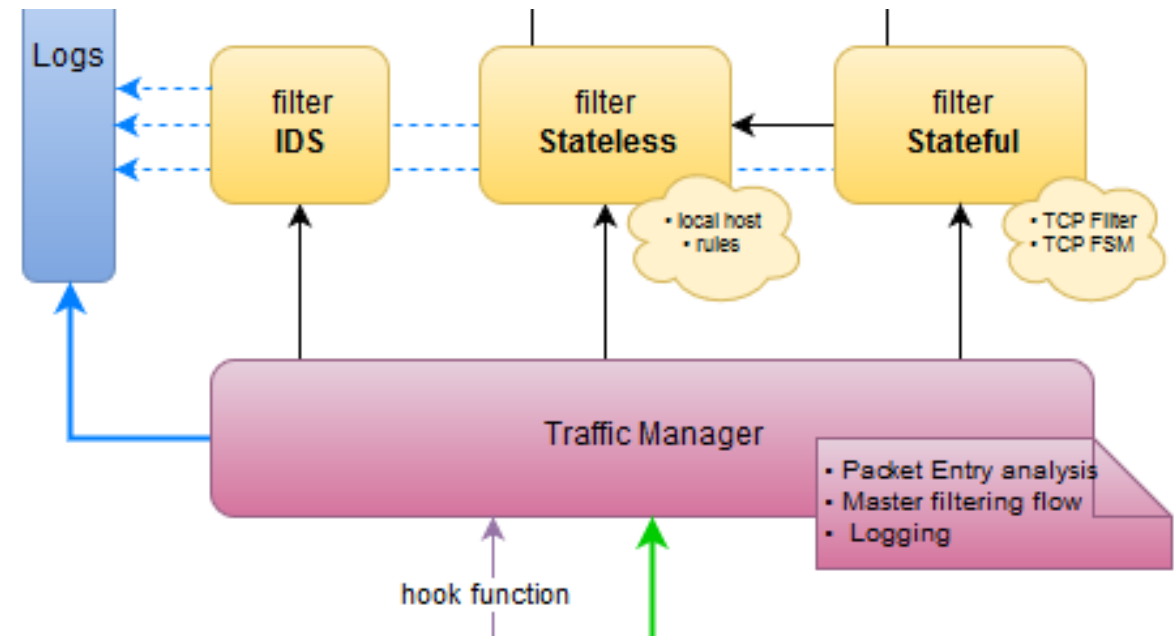 Logs
filter
IDS
filter
Stateless
filter
Stateful
• local host
• rules
• TCP Filter
• TCP FSM
Traffic Manager
• Packet Entry analysis
• Master filtering flow
• Logging
hook function